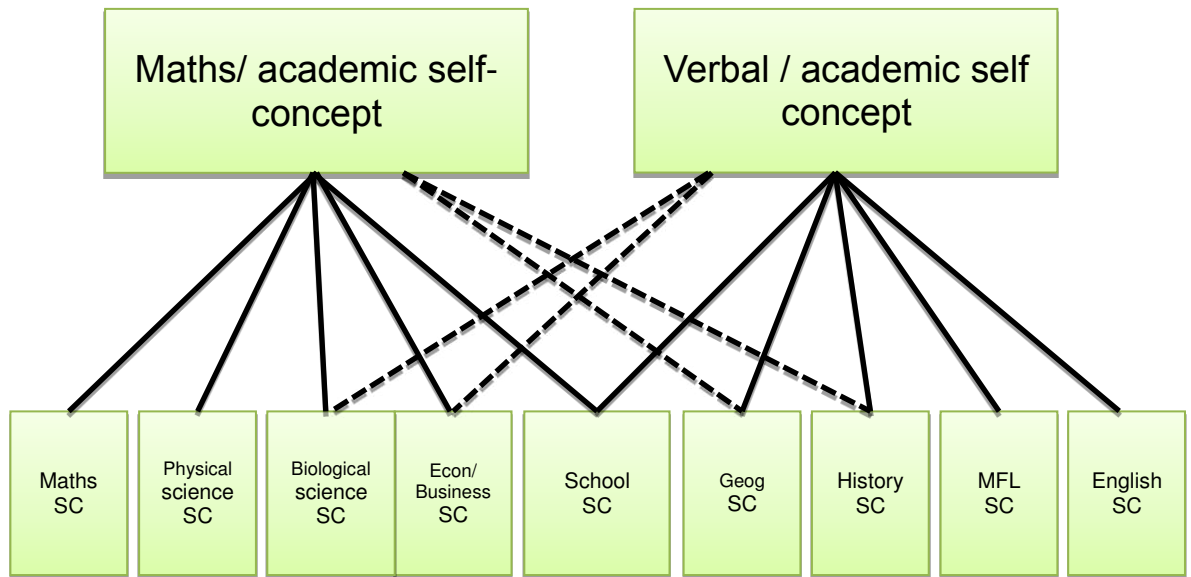 Maths/ academic self-
concept
Verbal / academic self
concept
Maths
SC
Physical
science
SC
Biological
science
SC
Econ/
Business
SC
School
SC
Geog
SC
History
SC
MFL
SC
English
SC